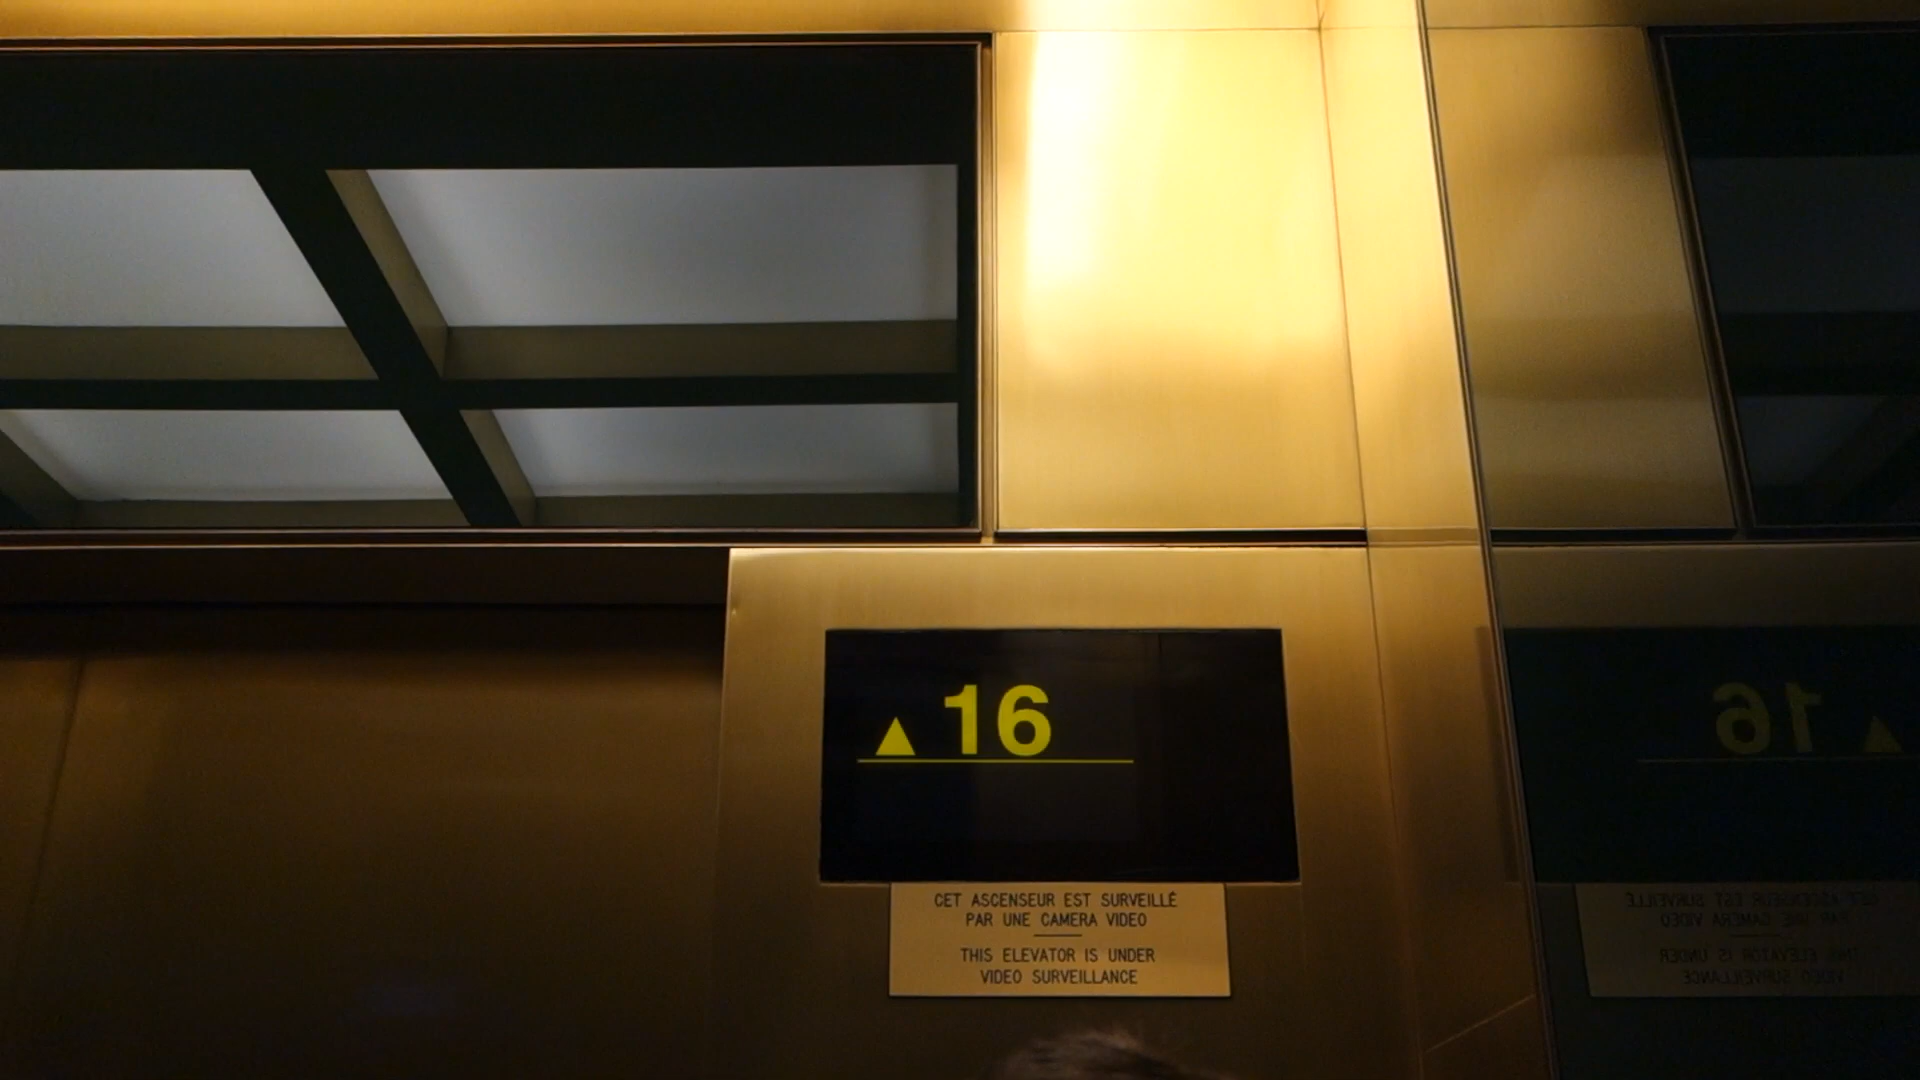 ▲ 16
CET ASCENSEUR EST SURVEILLÉ
PAR UNE CAMERA VIDEO
THIS ELEVATOR IS UNDER
VIDEO SURVEILLANCE